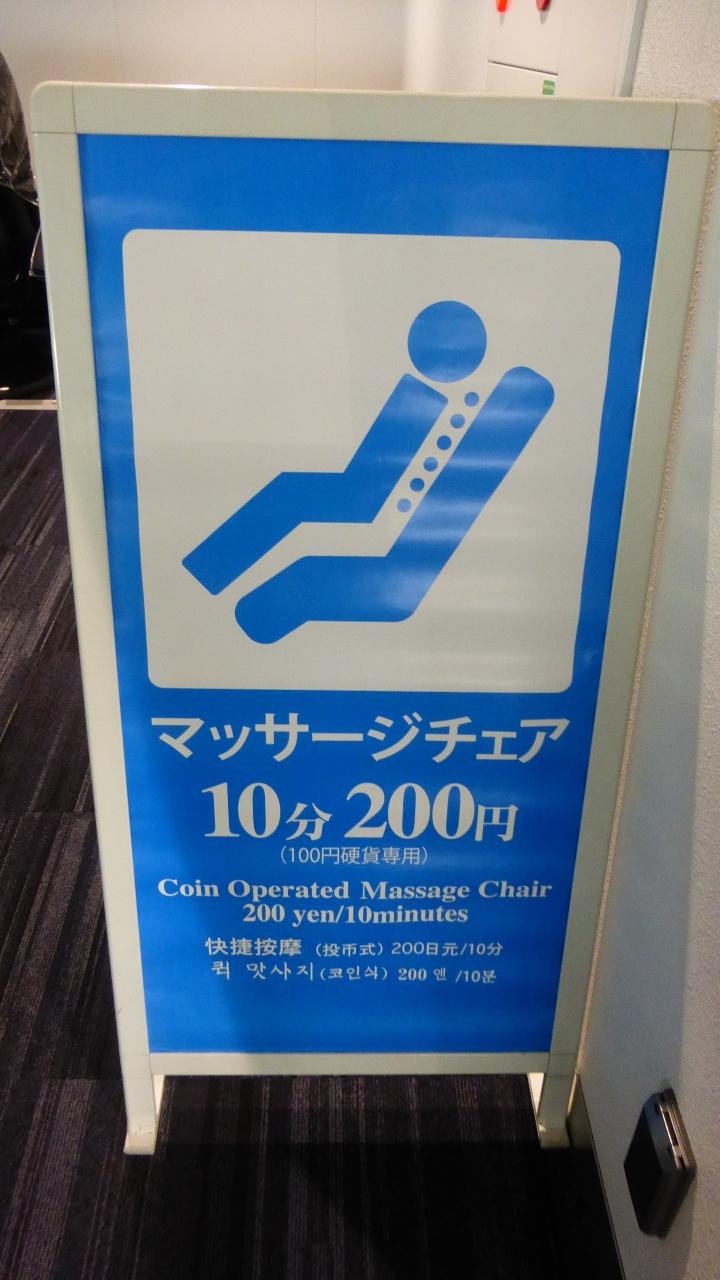 マッサージチェア
10分 200円
(100円硬貨専用)
Coin Operated Massage Chair
200 yen/10minutes
快捷按摩 (投币式) 200日元/10分
퀵 맛사지(코인식) 200 엔 /10분